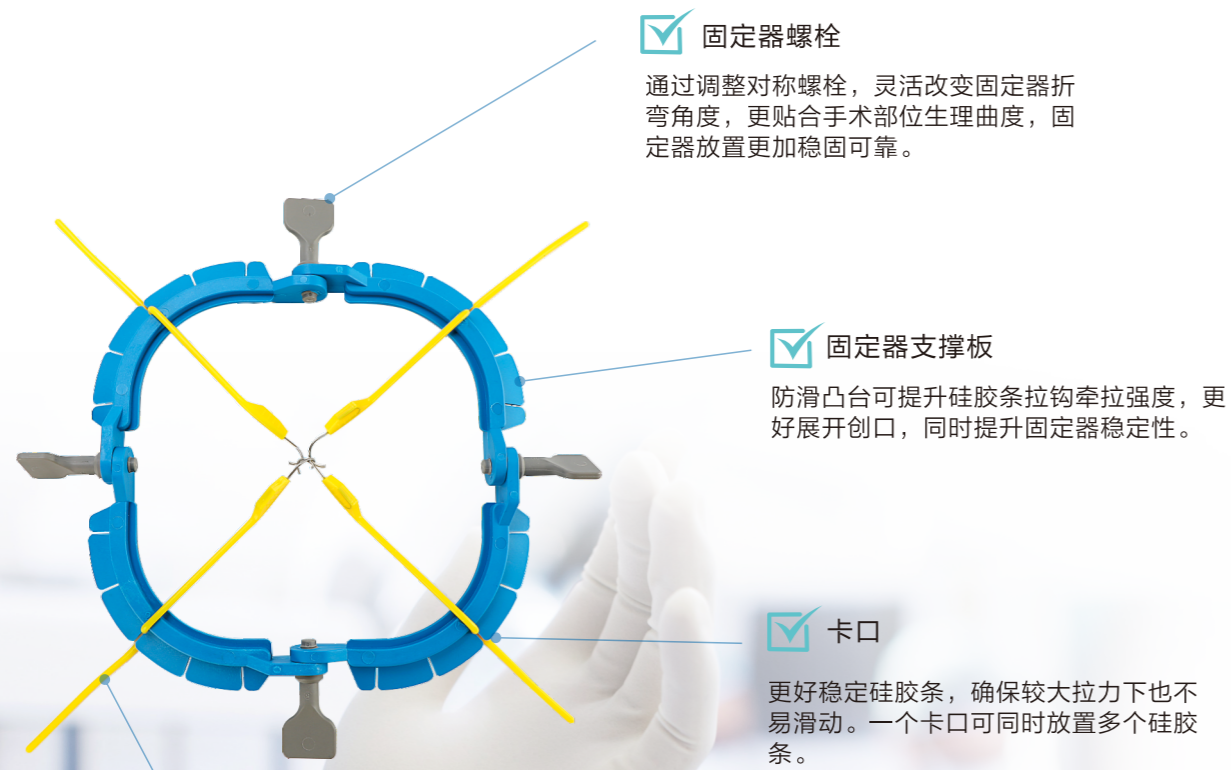 固定器螺栓
通过调整对称螺栓，灵活改变固定器折
弯角度，更贴合手术部位生理曲度，固
定器放置更加稳固可靠。
固定器支撑板
防滑凸台可提升硅胶条拉钩牵拉强度，更
好展开创口，同时提升固定器稳定性。
卡口
更好稳定硅胶条，确保较大拉力下也不
易滑动。一个卡口可同时放置多个硅胶
条。